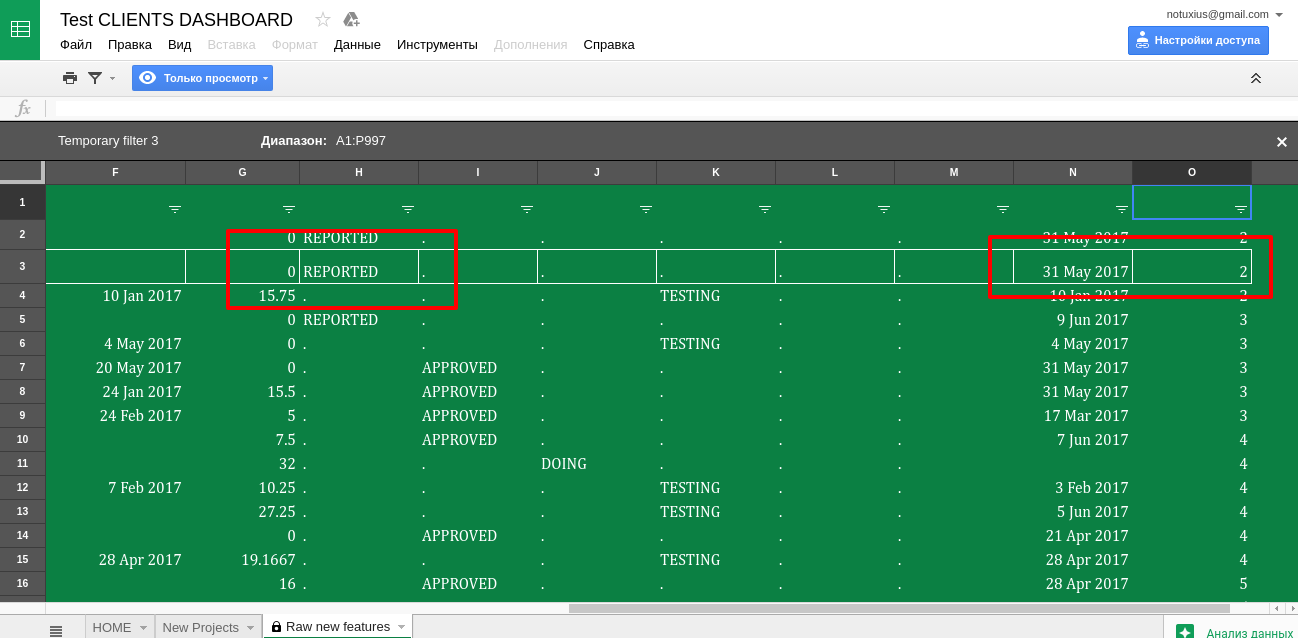 Test CLIENTS DASHBOARD
notuxius@gmail.com
Файл Правка Вид Вставка Формат Данные Инструменты Дополнения Справка
Настройки доступа
Только просмотр
fx
Temporary filter 3 Диапазон: A1:P997
F G H I J K L M N O
1
2 0 REPORTED . . . . . 31 May 2017 2
3 0 REPORTED . . . . . 31 May 2017 2
4 10 Jan 2017 15.75 . . . TESTING . . 10 Jan 2017 2
5 0 REPORTED . . . . . 9 Jun 2017 3
6 4 May 2017 0 . . . TESTING . . 4 May 2017 3
7 20 May 2017 0 . APPROVED . . . . 31 May 2017 3
8 24 Jan 2017 15.5 . APPROVED . . . . 31 May 2017 3
9 24 Feb 2017 5 . APPROVED . . . . 17 Mar 2017 3
10 7.5 . APPROVED . . . . 7 Jun 2017 4
11 32 . . DOING . . . 4
12 7 Feb 2017 10.25 . . . TESTING . . 3 Feb 2017 4
13 27.25 . . . TESTING . . 5 Jun 2017 4
14 0 . APPROVED . . . . 21 Apr 2017 4
15 28 Apr 2017 19.1667 . . . TESTING . . 28 Apr 2017 4
16 16 . APPROVED . . . . 28 Apr 2017 5
HOME New Projects Raw new features
Анализ данных